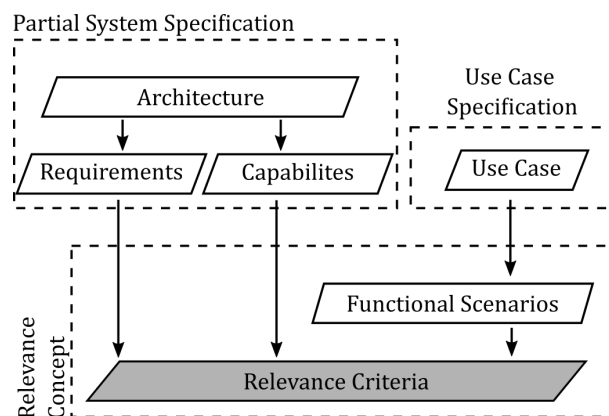 Partial System Specification
Architecture
Requirements
Capabilites
Use Case
Specification
Use Case
Functional Scenarios
Relevance
Concept
Relevance Criteria